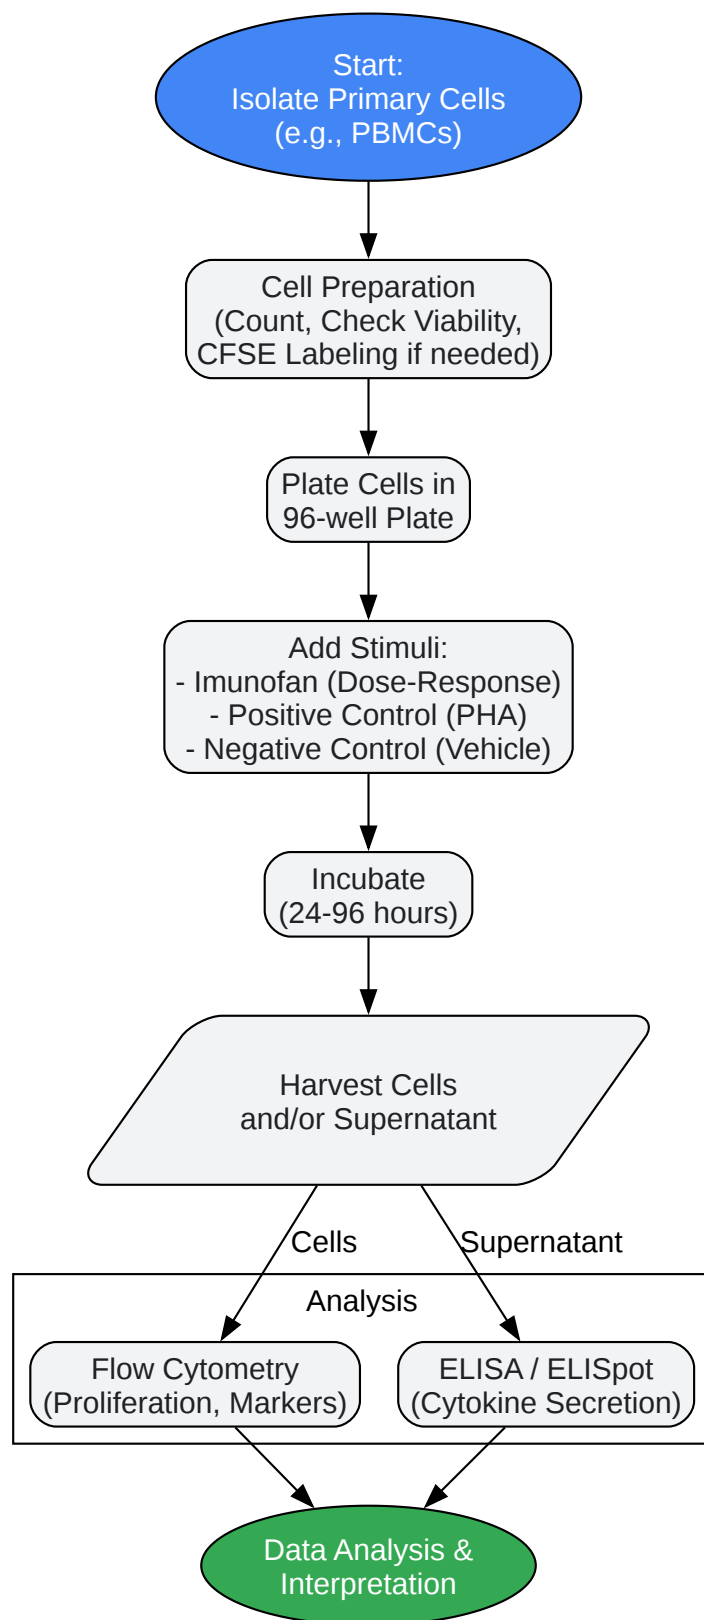 Start:
Isolate Primary Cells
(e.g., PBMCs)
Cell Preparation
(Count, Check Viability,
CFSE Labeling if needed)
Plate Cells in
96-well Plate
Add Stimuli:
- Imunofan (Dose-Response)
- Positive Control (PHA)
- Negative Control (Vehicle)
Incubate
(24-96 hours)
Harvest Cells
and/or Supernatant
Cells
Supernatant
Analysis
Flow Cytometry
(Proliferation, Markers)
ELISA / ELISpot
(Cytokine Secretion)
Data Analysis &
Interpretation